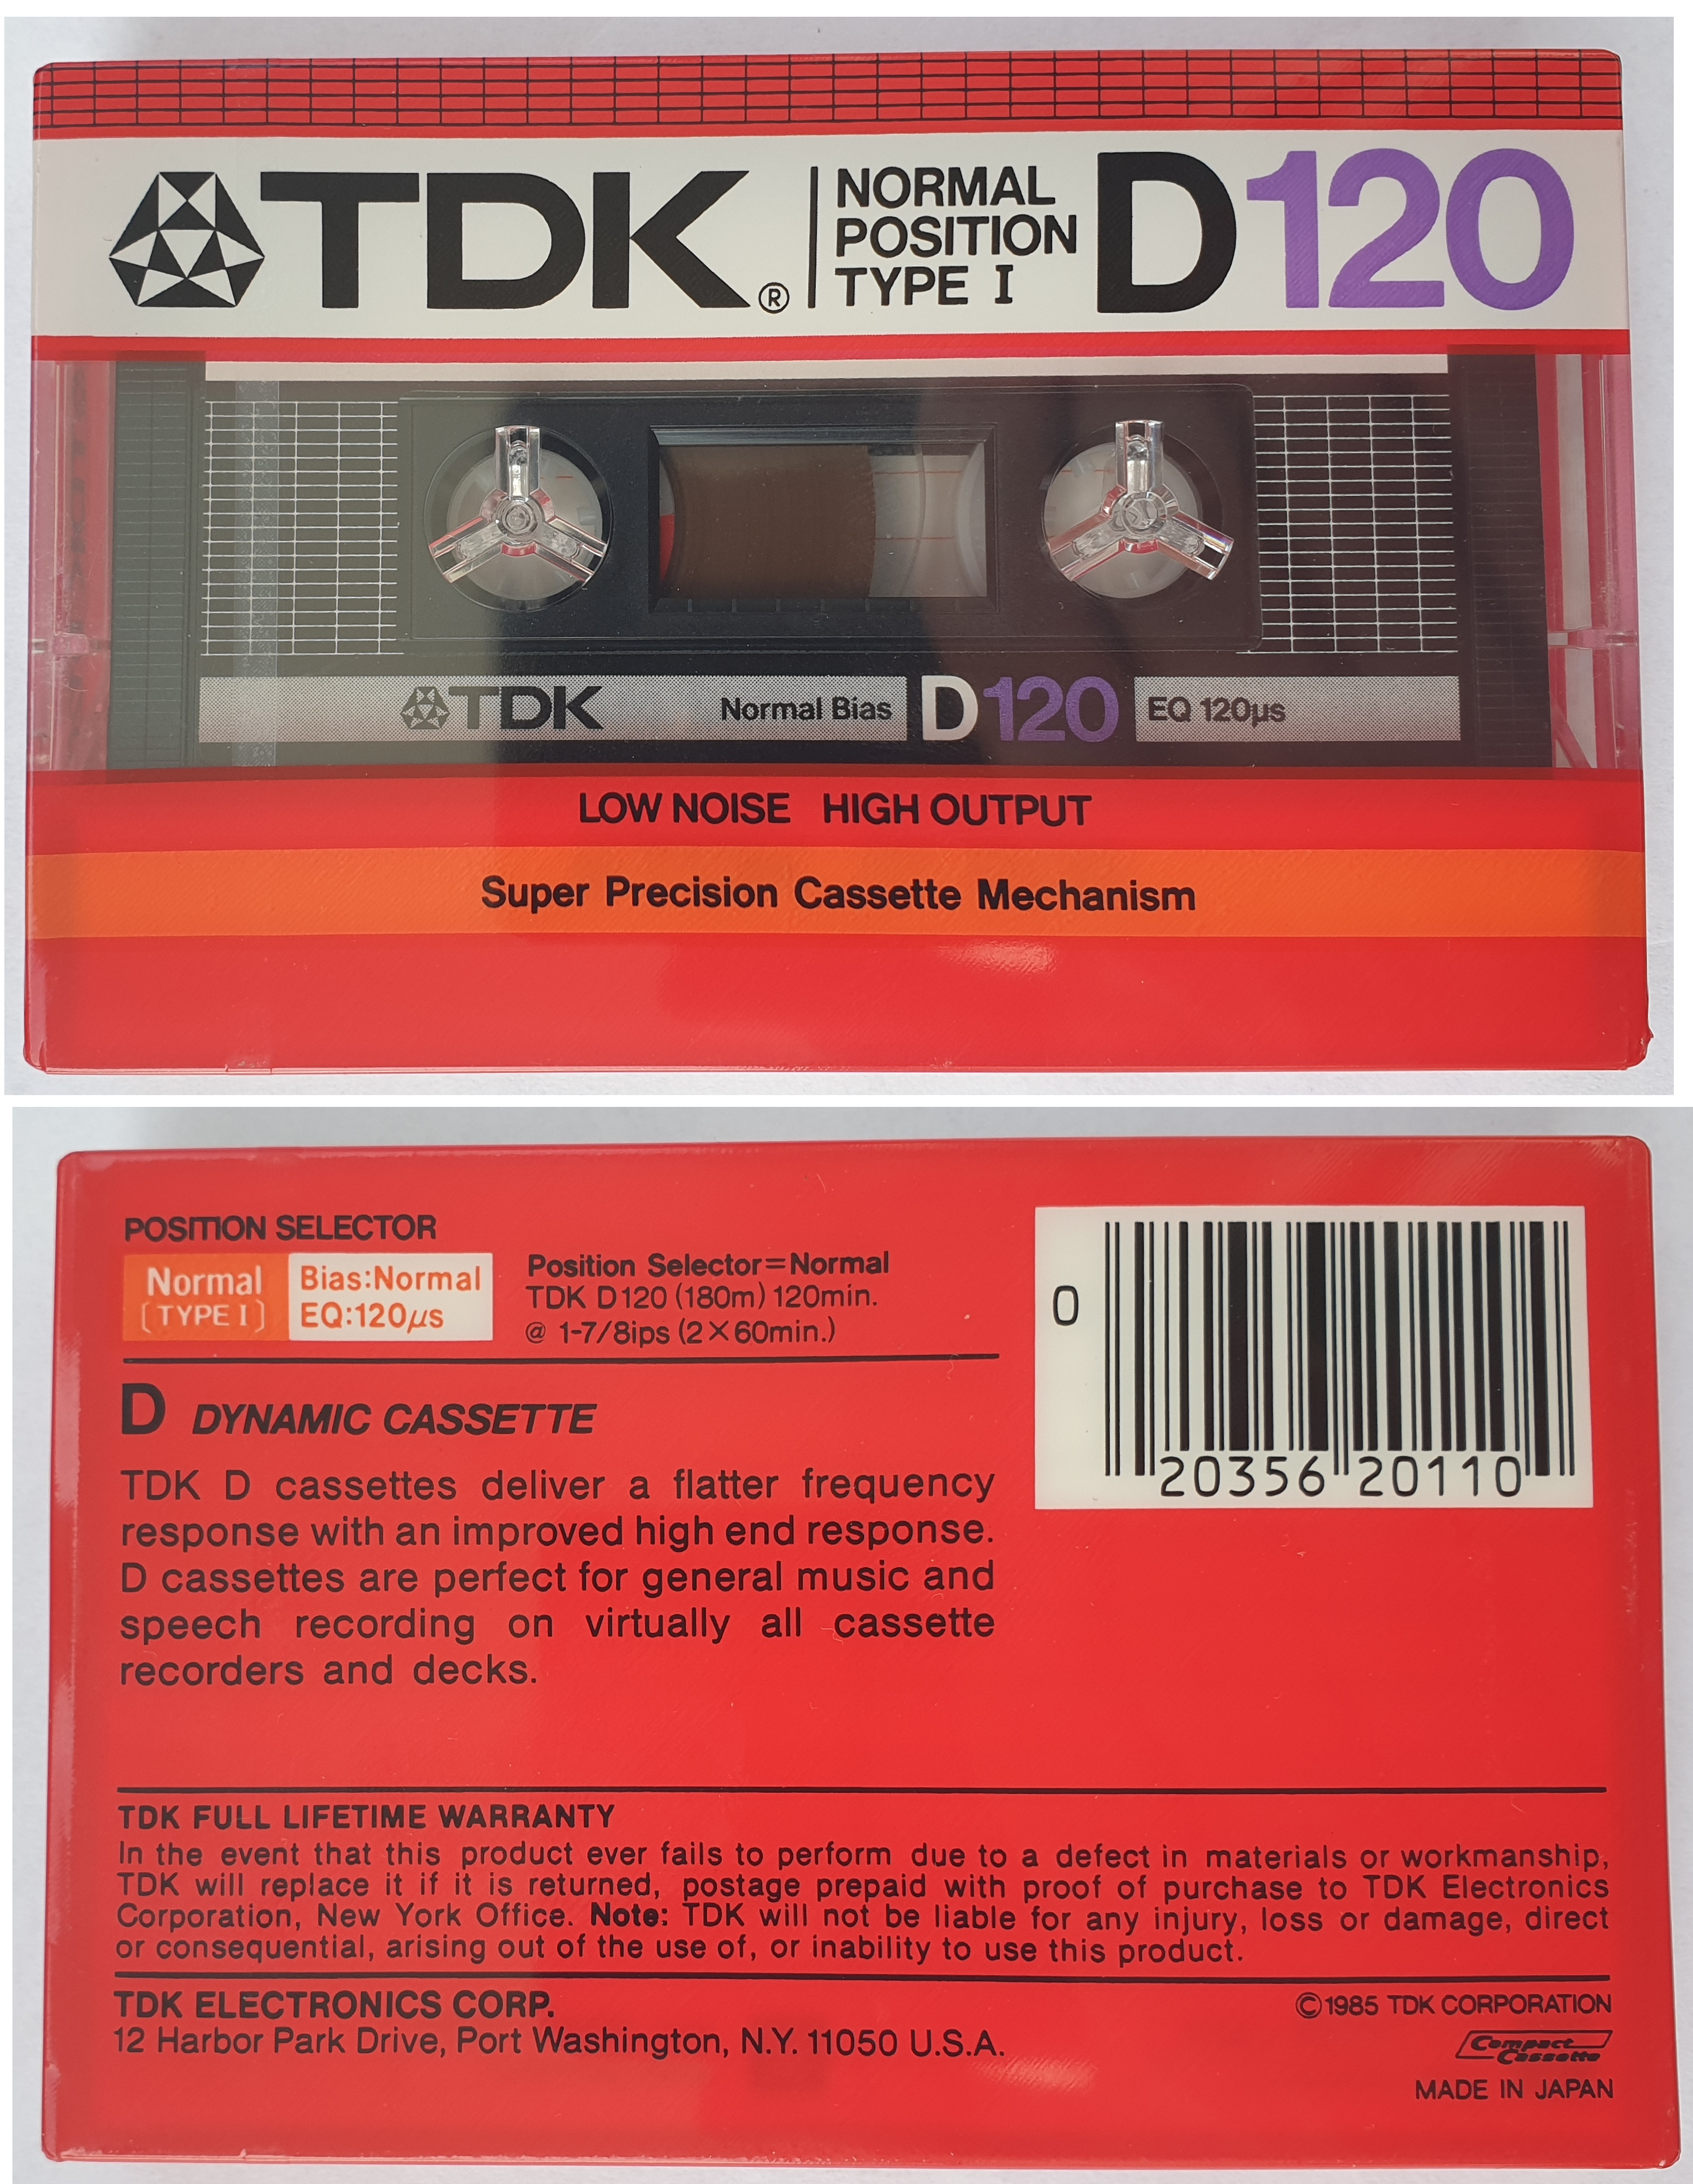 TDK®
NORMAL
POSITION
TYPE I
D120
TDK Normal Bias D120 EQ 120µs
LOW NOISE HIGH OUTPUT
Super Precision Cassette Mechanism
POSITION SELECTOR
Normal
[TYPE I]
Bias:Normal
EQ:120µs
Position Selector=Normal
TDK D120 (180m) 120min.
@ 1-7/8ips (2×60min.)
0
20356 20110
D DYNAMIC CASSETTE
TDK D cassettes deliver a flatter frequency
response with an improved high end response.
D cassettes are perfect for general music and
speech recording on virtually all cassette
recorders and decks.
TDK FULL LIFETIME WARRANTY
In the event that this product ever fails to perform due to a defect in materials or workmanship,
TDK will replace it if it is returned, postage prepaid with proof of purchase to TDK Electronics
Corporation, New York Office. Note: TDK will not be liable for any injury, loss or damage, direct
or consequential, arising out of the use of, or inability to use this product.
TDK ELECTRONICS CORP.
12 Harbor Park Drive, Port Washington, N.Y. 11050 U.S.A.
©1985 TDK CORPORATION
Compact
Cassette
MADE IN JAPAN